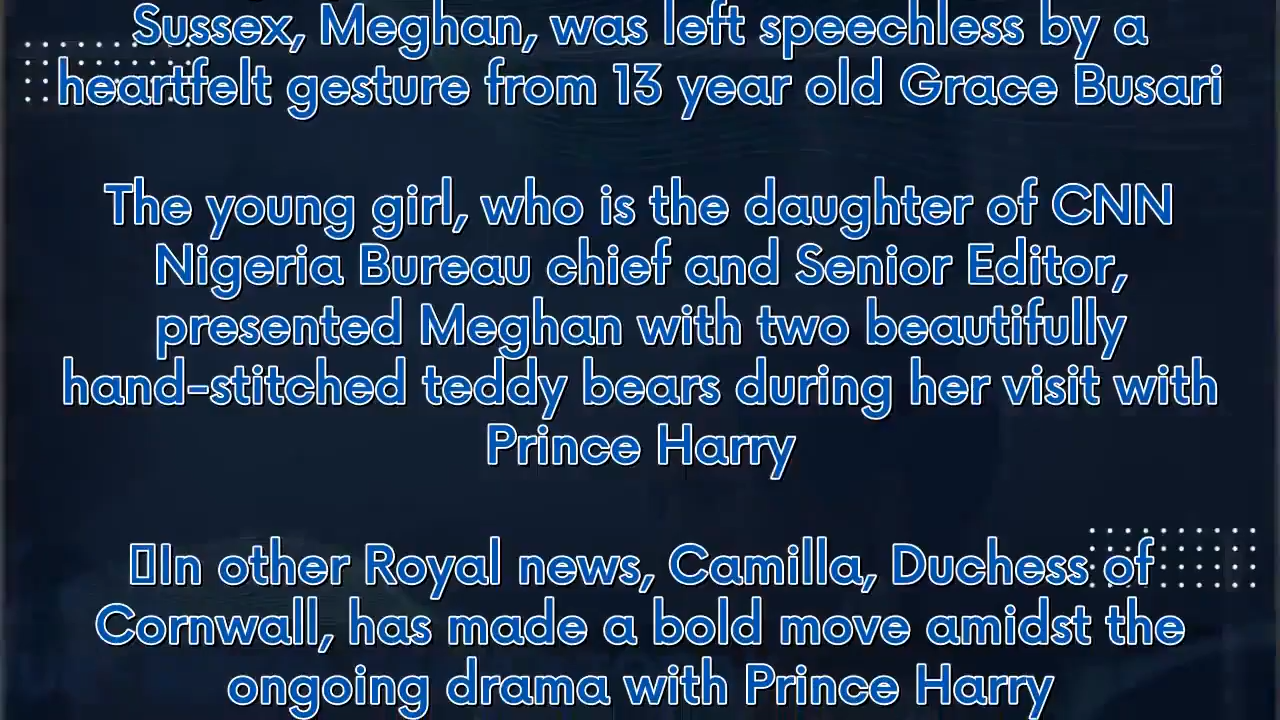 Sussex, Meghan, was left speechless by a
heartfelt gesture from 13 year old Grace Busari
The young girl, who is the daughter of CNN
Nigeria Bureau chief and Senior Editor,
presented Meghan with two beautifully
hand-stitched teddy bears during her visit with
Prince Harry
In other Royal news, Camilla, Duchess of
Cornwall, has made a bold move amidst the
ongoing drama with Prince Harry